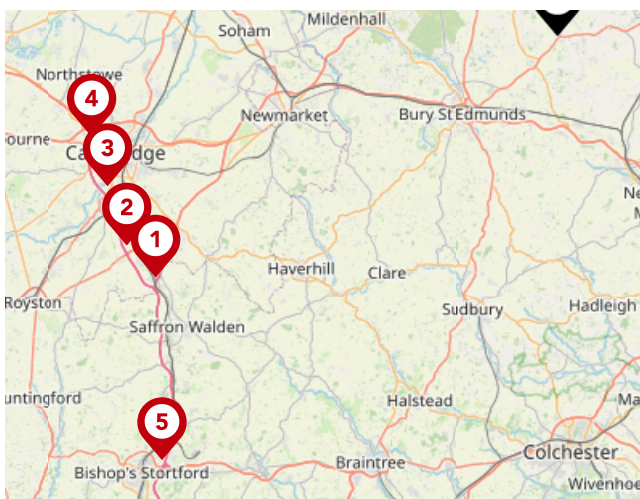 Mildenhall
Soham
Northstowe
4
Newmarket
Bury St Edmunds
ourne
3
2
1
Haverhill
Clare
Royston
Sudbury
Hadleigh
Saffron Walden
untingford
Halstead
5
Colchester
Bishop's Stortford
Braintree
Wivenhoe